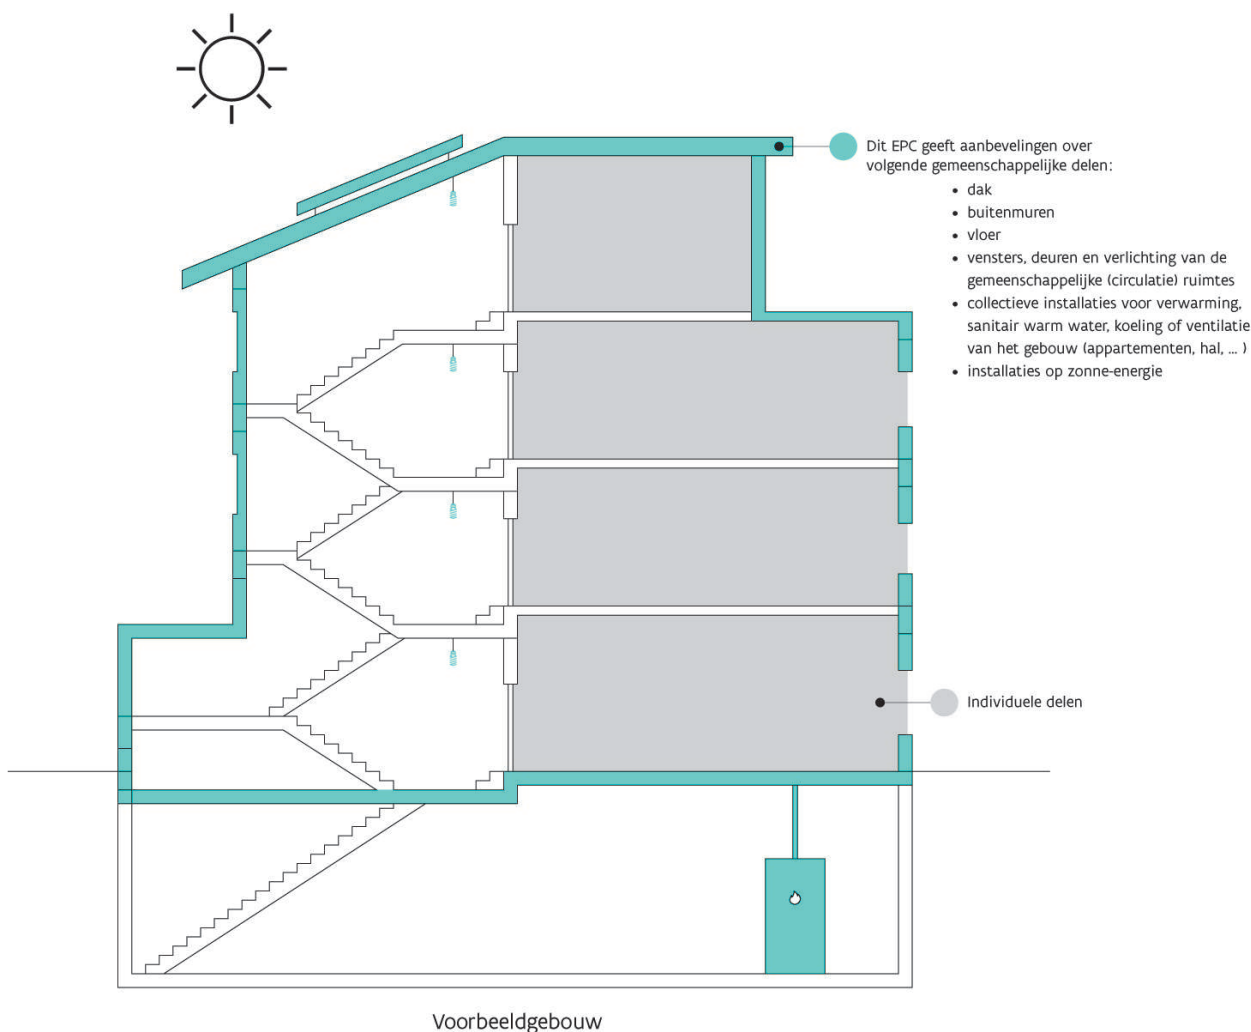 Dit EPC geeft aanbevelingen over
volgende gemeenschappelijke delen:
• dak
• buitenmuren
• vloer
• vensters, deuren en verlichting van de
gemeenschappelijke (circulatie) ruimtes
• collectieve installaties voor verwarming,
sanitair warm water, koeling of ventilatie
van het gebouw (appartementen, hal, ... )
• installaties op zonne-energie
Individuele delen
Voorbeeldgebouw